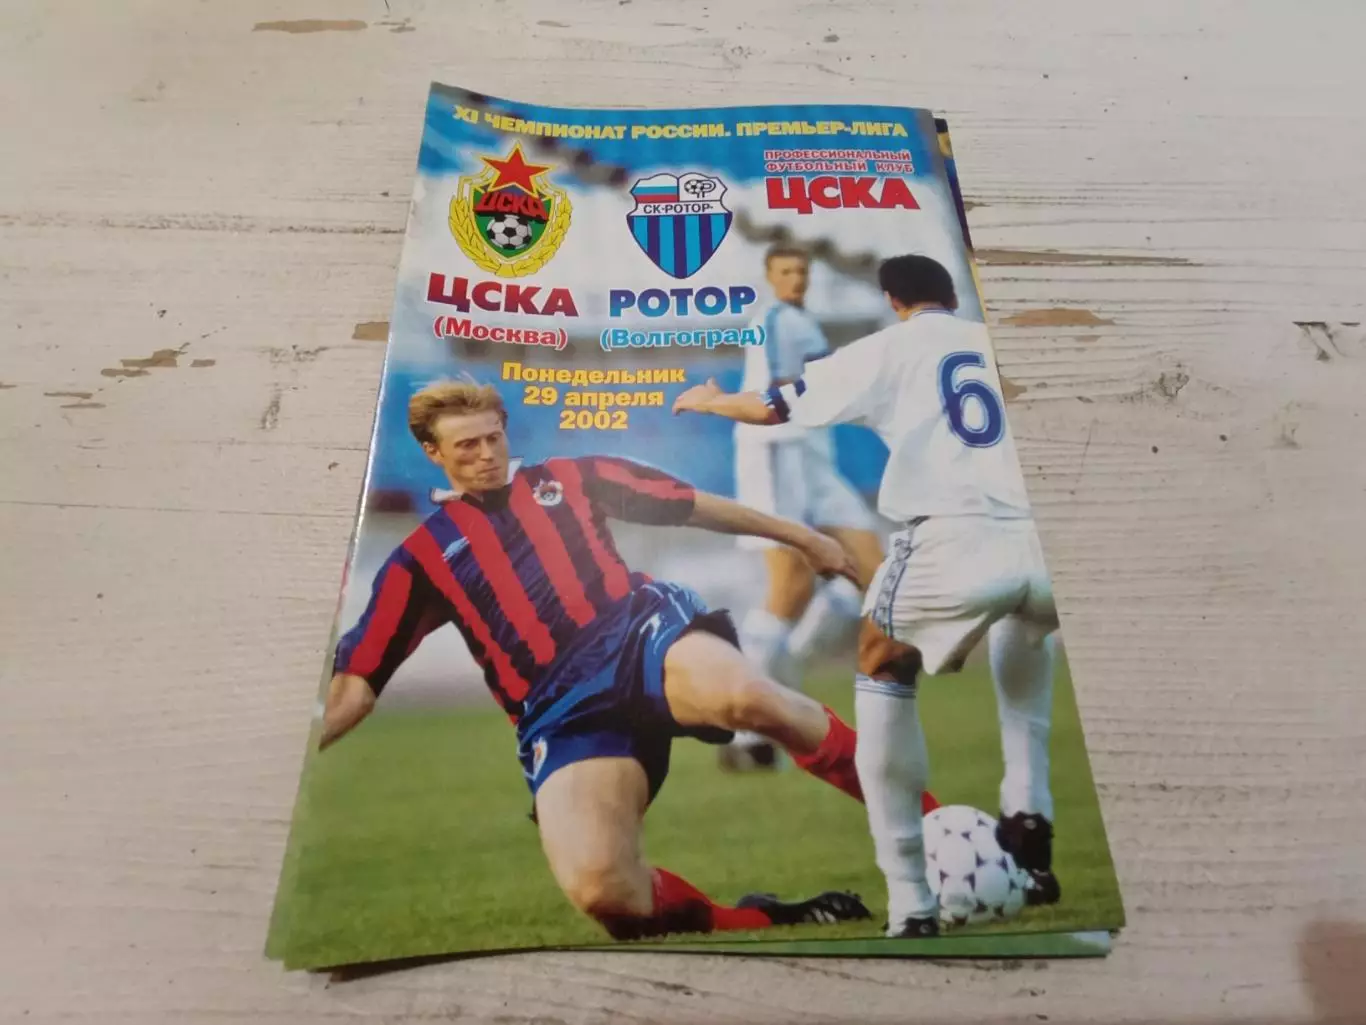 XI ЧЕМПИОНАТ РОССИИ. ПРЕМЬЕР-ЛИГА
ПРОФЕССИОНАЛЬНЫЙ
ФУТБОЛЬНЫЙ КЛУБ
ЦСКА
ЦСКА
СК-РОТОР
ЦСКА
(Москва)
РОТОР
(Волгоград)
Понедельник
29 апреля
2002
6